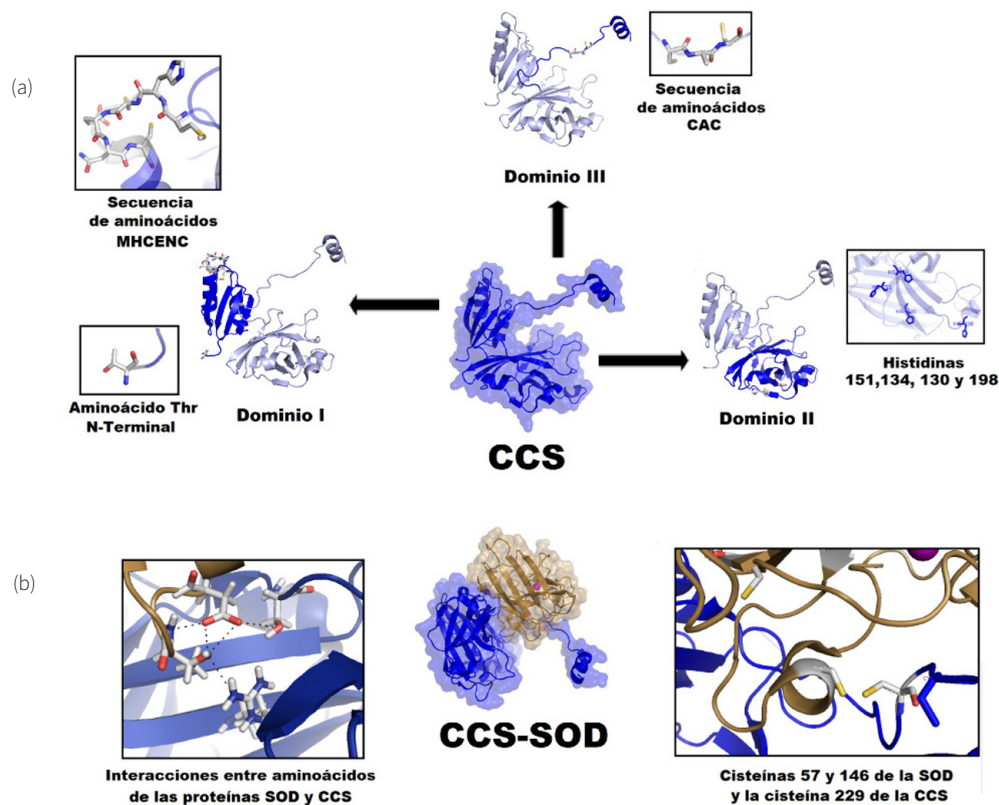 (a)
Secuencia
de aminoácidos
CAC
Dominio III
Secuencia
de aminoácidos
MHCENC
Aminoácido Thr
N-Terminal
Dominio I
CCS
Dominio II
Histidinas
151,134, 130 y 198
(b)
Interacciones entre aminoácidos
de las proteínas SOD y CCS
CCS-SOD
Cisteínas 57 y 146 de la SOD
y la cisteína 229 de la CCS